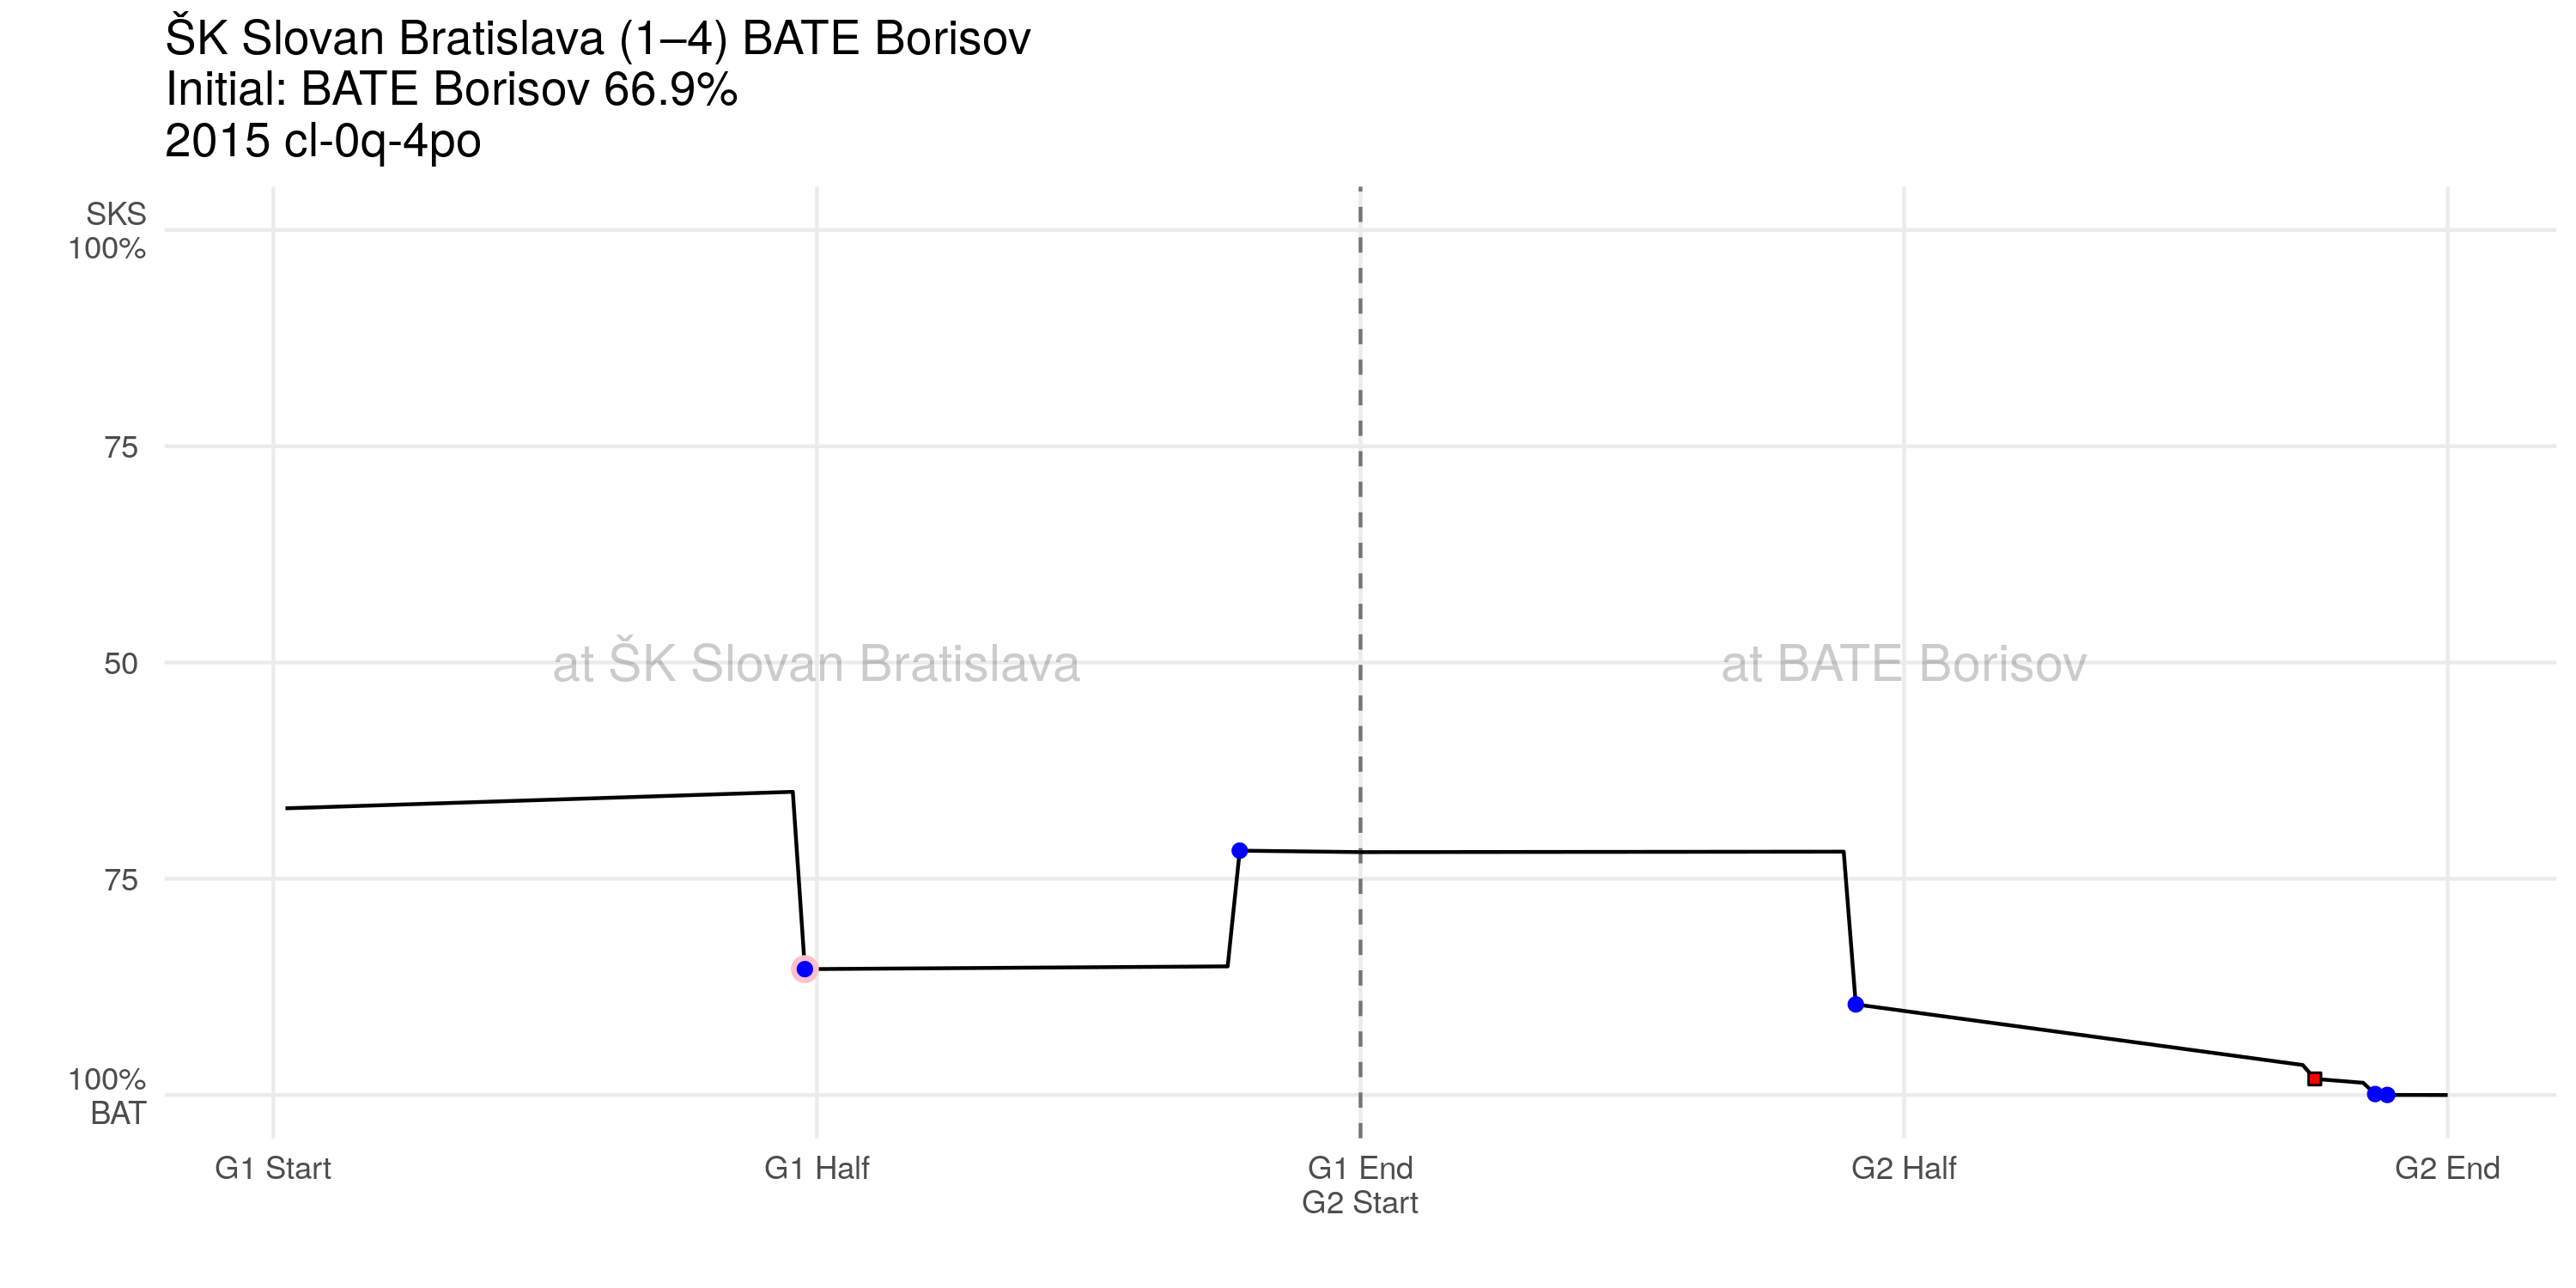 ŠK Slovan Bratislava (1–4) BATE Borisov
Initial: BATE Borisov 66.9%
2015 cl-0q-4po
SKS
100%
75
50
75
100%
BAT
at ŠK Slovan Bratislava
at BATE Borisov
G1 Start
G1 Half
G1 End
G2 Start
G2 Half
G2 End